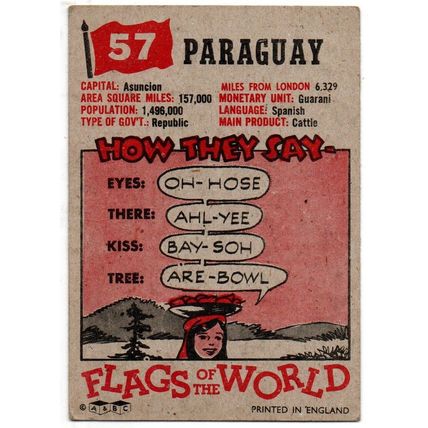 57 PARAGUAY
CAPITAL: Asuncion
AREA SQUARE MILES: 157,000
POPULATION: 1,496,000
TYPE OF GOV'T.: Republic
MILES FROM LONDON 6,329
MONETARY UNIT: Guarani
LANGUAGE: Spanish
MAIN PRODUCT: Cattle
HOW THEY SAY-
EYES: OH-HOSE
THERE: AHL-YEE
KISS: BAY-SOH
TREE: ARE-BOWL
FLAGS OF THE WORLD
© A&BC
PRINTED IN ENGLAND